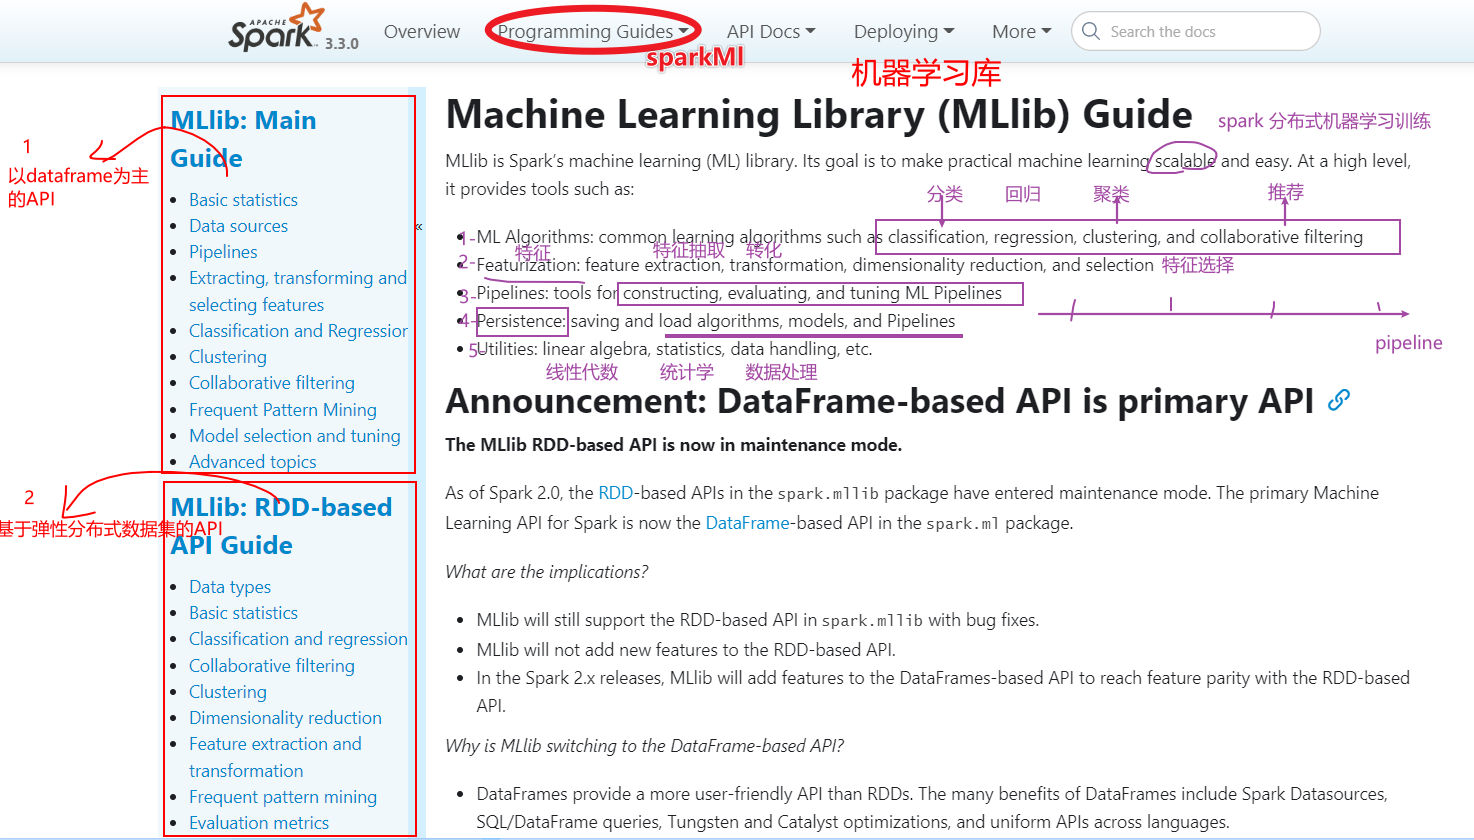 APACHE
Spark 3.3.0
Overview
Programming Guides
API Docs
Deploying
More
Search the docs
sparkMl
机器学习库
MLlib: Main
Guide
Basic statistics
Data sources
Pipelines
Extracting, transforming and
selecting features
Classification and Regression
Clustering
Collaborative filtering
Frequent Pattern Mining
Model selection and tuning
Advanced topics
1
以dataframe为主
的API
MLlib: RDD-based
API Guide
Data types
Basic statistics
Classification and regression
Collaborative filtering
Clustering
Dimensionality reduction
Feature extraction and
transformation
Frequent pattern mining
Evaluation metrics
2
基于弹性分布式数据集的API
«
Machine Learning Library (MLlib) Guide
spark 分布式机器学习训练
MLlib is Spark’s machine learning (ML) library. Its goal is to make practical machine learning scalable and easy. At a high level,
it provides tools such as:
分类 回归 聚类 推荐
1- ML Algorithms: common learning algorithms such as classification, regression, clustering, and collaborative filtering
特征 特征抽取 转化
2- Featurization: feature extraction, transformation, dimensionality reduction, and selection 特征选择
3- Pipelines: tools for constructing, evaluating, and tuning ML Pipelines
4- Persistence: saving and load algorithms, models, and Pipelines
pipeline
5- Utilities: linear algebra, statistics, data handling, etc.
线性代数 统计学 数据处理
Announcement: DataFrame-based API is primary API
The MLlib RDD-based API is now in maintenance mode.
As of Spark 2.0, the RDD-based APIs in the spark.mllib package have entered maintenance mode. The primary Machine
Learning API for Spark is now the DataFrame-based API in the spark.ml package.
What are the implications?
MLlib will still support the RDD-based API in spark.mllib with bug fixes.
MLlib will not add new features to the RDD-based API.
In the Spark 2.x releases, MLlib will add features to the DataFrames-based API to reach feature parity with the RDD-based
API.
Why is MLlib switching to the DataFrame-based API?
DataFrames provide a more user-friendly API than RDDs. The many benefits of DataFrames include Spark Datasources,
SQL/DataFrame queries, Tungsten and Catalyst optimizations, and uniform APIs across languages.